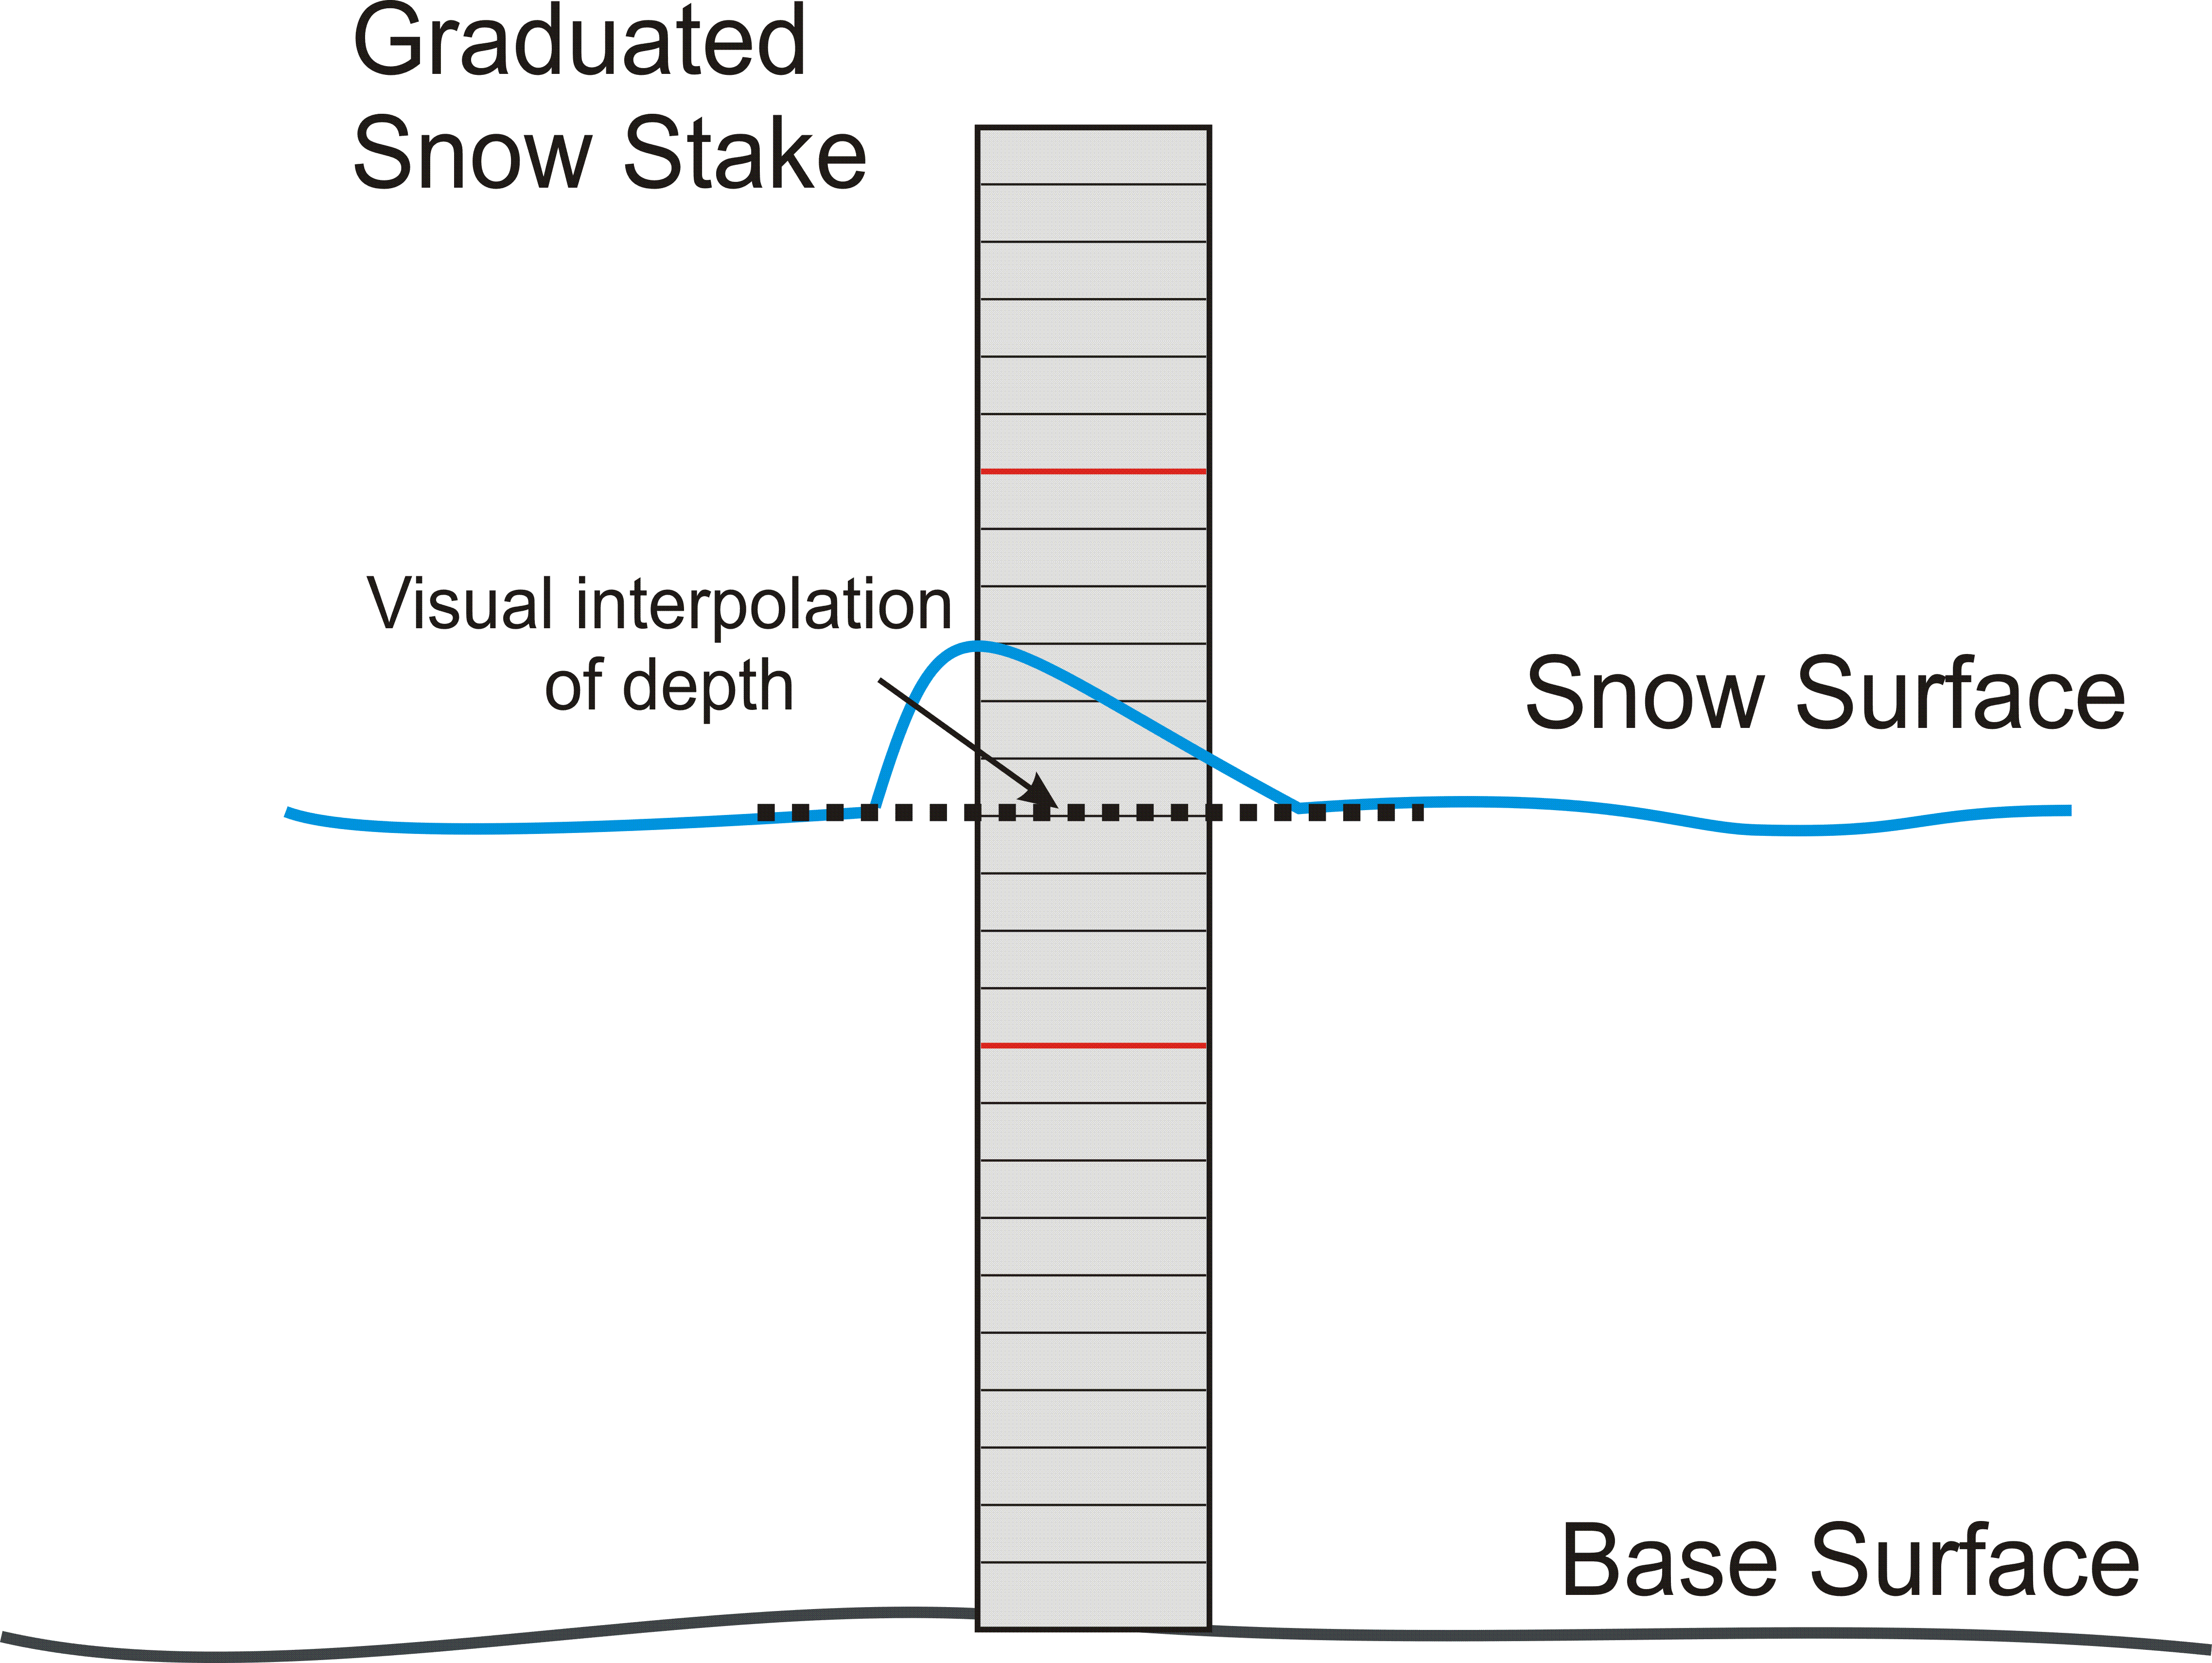 Graduated
Snow Stake
Visual interpolation
of depth
Snow Surface
Base Surface